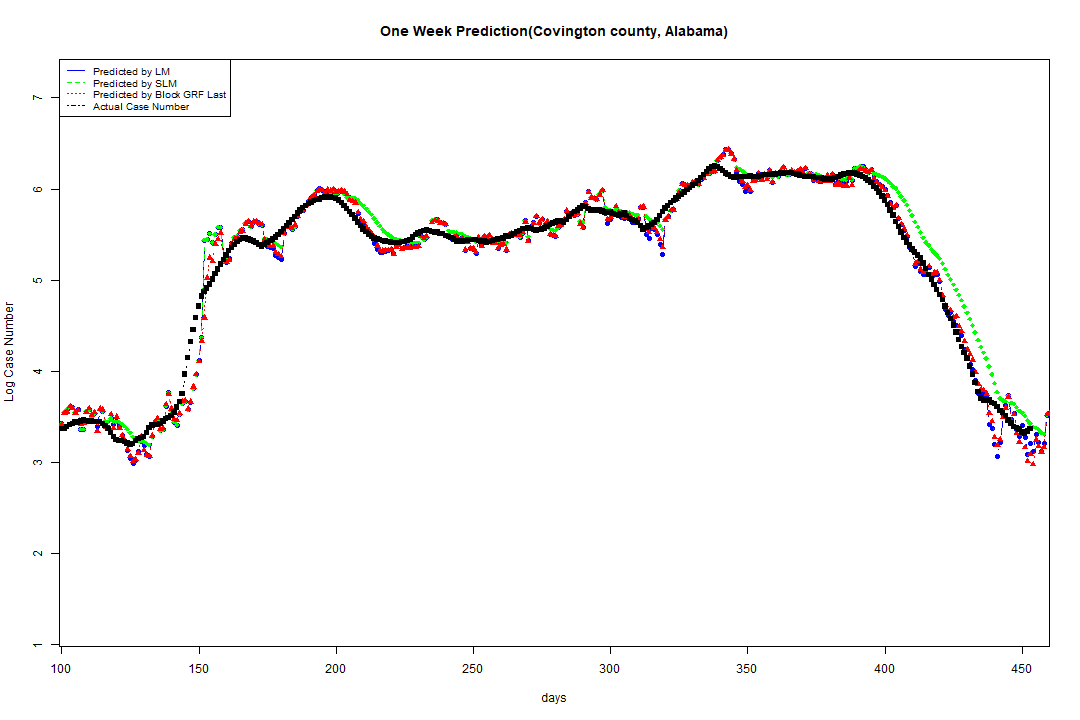 One Week Prediction(Covington county, Alabama)
Predicted by LM
Predicted by SLM
Predicted by Block GRF Last
Actual Case Number
7
6
5
4
3
2
1
Log Case Number
100 150 200 250 300 350 400 450
days